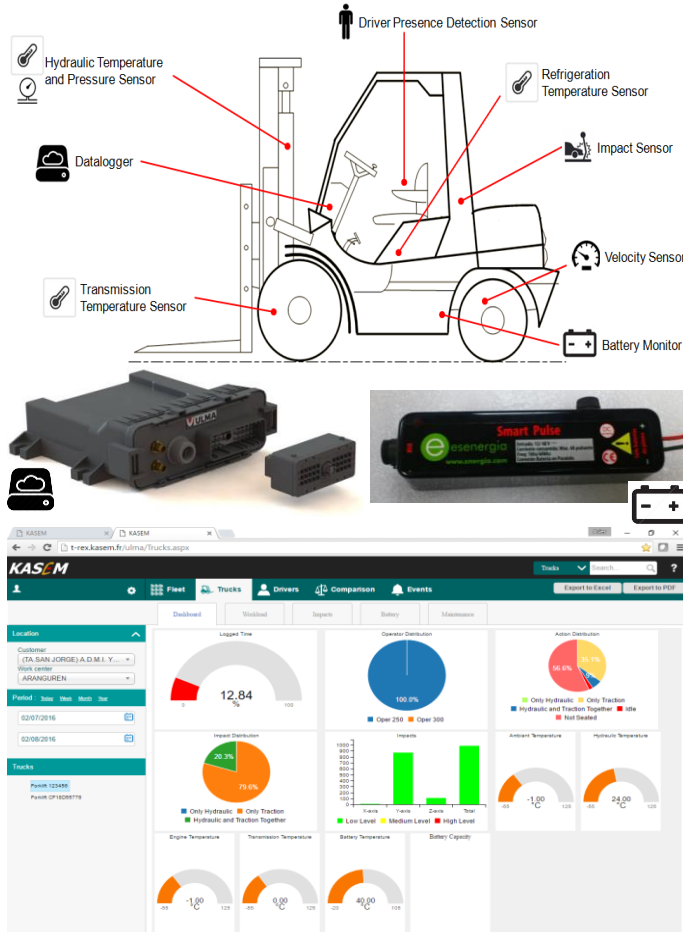 Driver Presence Detection Sensor
Hydraulic Temperature
and Pressure Sensor
Refrigeration
Temperature Sensor
Impact Sensor
Datalogger
Velocity Sensor
Transmission
Temperature Sensor
Battery Monitor
ULMA
Smart Pulse
esenergia
www.esenergia.com
KASEM
KASEM
t-rex.kasem.fr/ulma/Trucks.aspx
KASEM
Trucks
Search...
?
Fleet
Trucks
Drivers
Comparison
Events
Export to Excel
Export to PDF
Dashboard
Workload
Impacts
Battery
Maintenance
Location
Customer
(TA.SAN JORGE) A.D.M.I. Y...
Work center
ARANGUREN
Period :
Today
Week
Month
Year
02/07/2016
02/08/2016
Trucks
Logged Time
12.84
%
0
100
Operator Distribution
100.0%
Oper 250
Oper 300
Action Distribution
56.6%
Only Hydraulic
Only Traction
Hydraulic and Traction Together
Idle
Not Seated
Impact Distribution
20.3%
79.6%
Only Hydraulic
Only Traction
Hydraulic and Traction Together
Impacts
1000
900
800
700
600
500
400
300
200
100
0
X-axis
Y-axis
Z-axis
Total
Low Level
Medium Level
High Level
Ambient Temperature
-1.00
°C
-55
125
Hydraulic Temperature
24.00
°C
-55
125
Engine Temperature
-1.00
°C
-55
125
Transmission Temperature
0.00
°C
-55
125
Battery Temperature
40.00
°C
-20
105
Battery Capacity